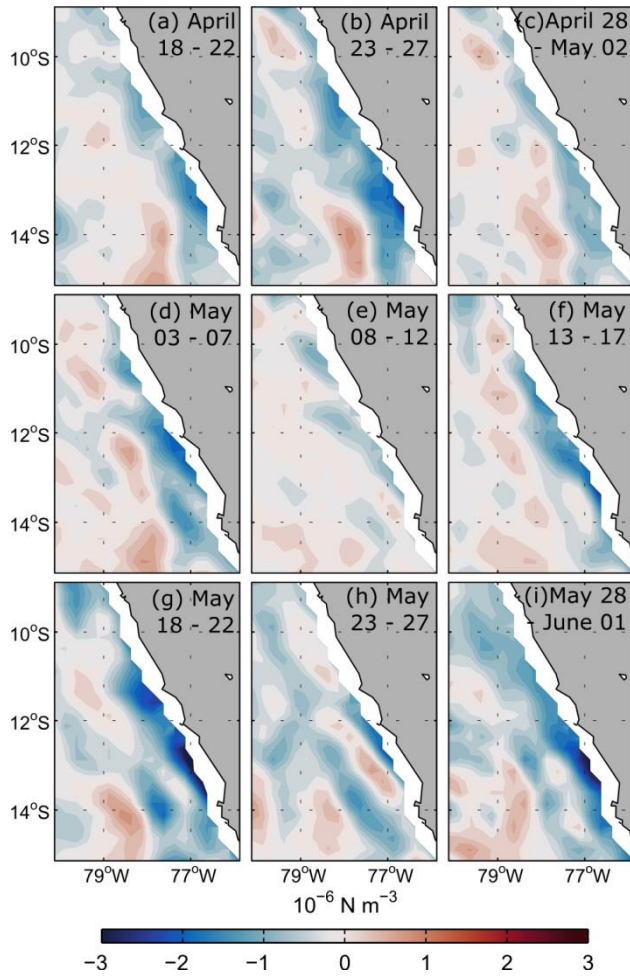 (a) April
18 - 22
(b) April
23 - 27
(c)April 28
- May 02
10°S
12°S
14°S
(d) May
03 - 07
(e) May
08 - 12
(f) May
13 - 17
10°S
12°S
14°S
(g) May
18 - 22
(h) May
23 - 27
(i)May 28
- June 01
10°S
12°S
14°S
79°W 77°W 79°W 77°W 79°W 77°W
10⁻⁶ N m⁻³
−3 −2 −1 0 1 2 3